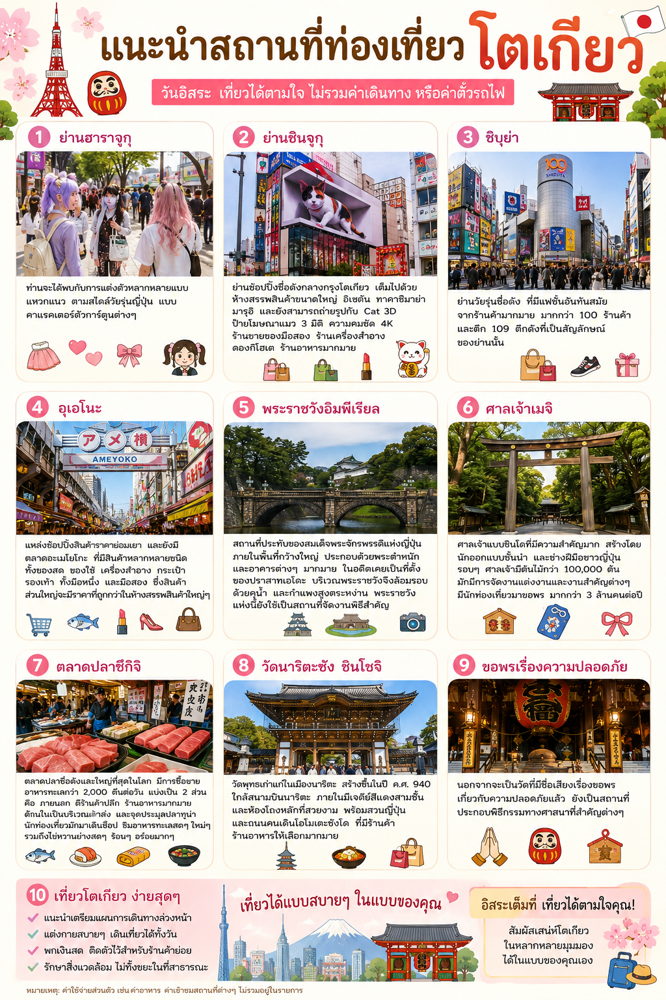 แนะนำสถานที่ท่องเที่ยว โตเกียว
วันอิสระ เที่ยวได้ตามใจ ไม่รวมค่าเดินทาง หรือค่าตั๋วรถไฟ
1 ย่านฮาราจูกุ
ท่านจะได้พบกับการแต่งตัวหลากหลายแบบ
แหวกแนว ตามสไตล์วัยรุ่นญี่ปุ่น แบบ
คาแรคเตอร์ตัวการ์ตูนต่างๆ
2 ย่านชินจูกุ
ย่านช้อปปิ้งชื่อดังกลางกรุงโตเกียว เต็มไปด้วย
ห้างสรรพสินค้าขนาดใหญ่ อิเซตัน ทาคาชิมาย่า
มารุอิ และยังสามารถถ่ายรูปกับ Cat 3D
ป้ายโฆษณาแมว 3 มิติ ความคมชัด 4K
ร้านขายของมือสอง ร้านเครื่องสำอาง
ดองกิโฮเต ร้านอาหารมากมาย
3 ชิบุย่า
109
SHIBUYA
ย่านวัยรุ่นชื่อดัง ที่มีแฟชั่นอันทันสมัย
จากร้านค้ามากมาย มากกว่า 100 ร้านค้า
และตึก 109 ตึกดังที่เป็นสัญลักษณ์
ของย่านนั้น
4 อุเอโนะ
アメ横
AMEYOKO
แหล่งช้อปปิ้งสินค้าราคาย่อมเยา และยังมี
ตลาดอะเมโยโกะ ที่มีสินค้าหลากหลายชนิด
ทั้งของสด ของใช้ เครื่องสำอาง กระเป๋า
รองเท้า ทั้งมือหนึ่ง และมือสอง ซึ่งสินค้า
ส่วนใหญ่จะมีราคาที่ถูกกว่าในห้างสรรพสินค้าใหญ่ๆ
5 พระราชวังอิมพีเรียล
สถานที่ประทับของสมเด็จพระจักรพรรดิแห่งญี่ปุ่น
ภายในพื้นที่กว้างใหญ่ ประกอบด้วยพระตำหนัก
และอาคารต่างๆ มากมาย ในอดีตเคยเป็นที่ตั้ง
ของปราสาทเอโดะ บริเวณพระราชวังจึงล้อมรอบ
ด้วยคูน้ำ และกำแพงสูงตระหง่าน พระราชวัง
แห่งนี้ยังใช้เป็นสถานที่จัดงานพิธีสำคัญ
6 ศาลเจ้าเมจิ
ศาลเจ้าแบบชินโตที่มีความสำคัญมาก สร้างโดย
นักออกแบบชั้นนำ และช่างฝีมือชาวญี่ปุ่น
รอบๆ ศาลเจ้ามีต้นไม้กว่า 100,000 ต้น
มักมีการจัดงานแต่งงานและงานสำคัญต่างๆ
มีนักท่องเที่ยวมาขอพร มากกว่า 3 ล้านคนต่อปี
7 ตลาดปลาซึกิจิ
ตลาดปลาชื่อดังและใหญ่ที่สุดในโลก มีการซื้อขาย
อาหารทะเลกว่า 2,000 ตันต่อวัน แบ่งเป็น 2 ส่วน
คือ ภายนอก ตีร้านค้าปลีก ร้านอาหารมากมาย
ด้านในเป็นบริเวณค้าส่ง และจุดประมูลปลาทูน่า
นักท่องเที่ยวมักมาเดินช็อป ชิมอาหารทะเลสดๆ ใหม่ๆ
รวมถึงไข่หวานย่างสดๆ ร้อนๆ อร่อยมากๆ
8 วัดนาริตะซัง ชินโชจิ
วัดพุทธเก่าแก่ในเมืองนาริตะ สร้างขึ้นในปี ค.ศ. 940
ใกล้สนามบินนาริตะ ภายในมีเจดีย์สีแดงสามชั้น
และห้องโถงหลักที่สวยงาม พร้อมสวนญี่ปุ่น
และถนนคนเดินโอโมเตะซังโด ที่มีร้านค้า
ร้านอาหารให้เลือกมากมาย
9 ขอพรเรื่องความปลอดภัย
นอกจากจะเป็นวัดที่มีชื่อเสียงเรื่องขอพร
เกี่ยวกับความปลอดภัยแล้ว ยังเป็นสถานที่
ประกอบพิธีกรรมทางศาสนาที่สำคัญต่างๆ
10 เที่ยวโตเกียว ง่ายสุดๆ
แนะนำเตรียมแผนการเดินทางล่วงหน้า
แต่งกายสบายๆ เดินเที่ยวได้ทั้งวัน
พกเงินสด ติดตัวไว้สำหรับร้านค้าย่อย
รักษาสิ่งแวดล้อม ไม่ทิ้งขยะในที่สาธารณะ
เที่ยวได้แบบสบายๆ ในแบบของคุณ
อิสระเต็มที่ เที่ยวได้ตามใจคุณ!
สัมผัสเสน่ห์โตเกียว
ในหลากหลายมุมมอง
ได้ในแบบของคุณเอง
หมายเหตุ: ค่าใช้จ่ายส่วนตัว เช่น ค่าอาหาร ค่าเข้าชมสถานที่ต่างๆ ไม่รวมอยู่ในรายการ